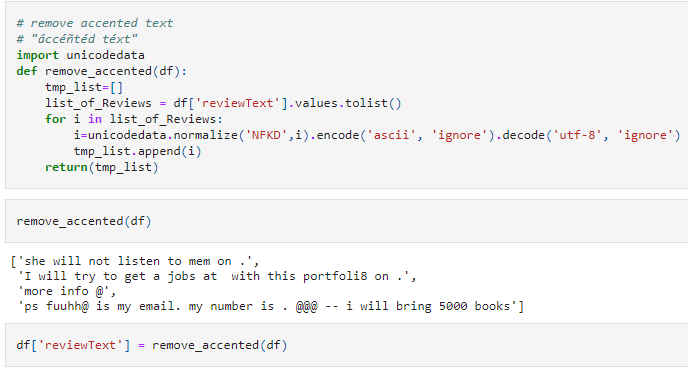 # remove accented text
# "áccéñtéd téxt"
import unicodedata
def remove_accented(df):
    tmp_list=[]
    list_of_Reviews = df['reviewText'].values.tolist()
    for i in list_of_Reviews:
        i=unicodedata.normalize('NFKD',i).encode('ascii', 'ignore').decode('utf-8', 'ignore')
        tmp_list.append(i)
    return(tmp_list)
remove_accented(df)
['she will not listen to mem on .',
 'I will try to get a jobs at  with this portfoli8 on .',
 'more info @',
 'ps fuuhh@ is my email. my number is . @@@ -- i will bring 5000 books']
df['reviewText'] = remove_accented(df)